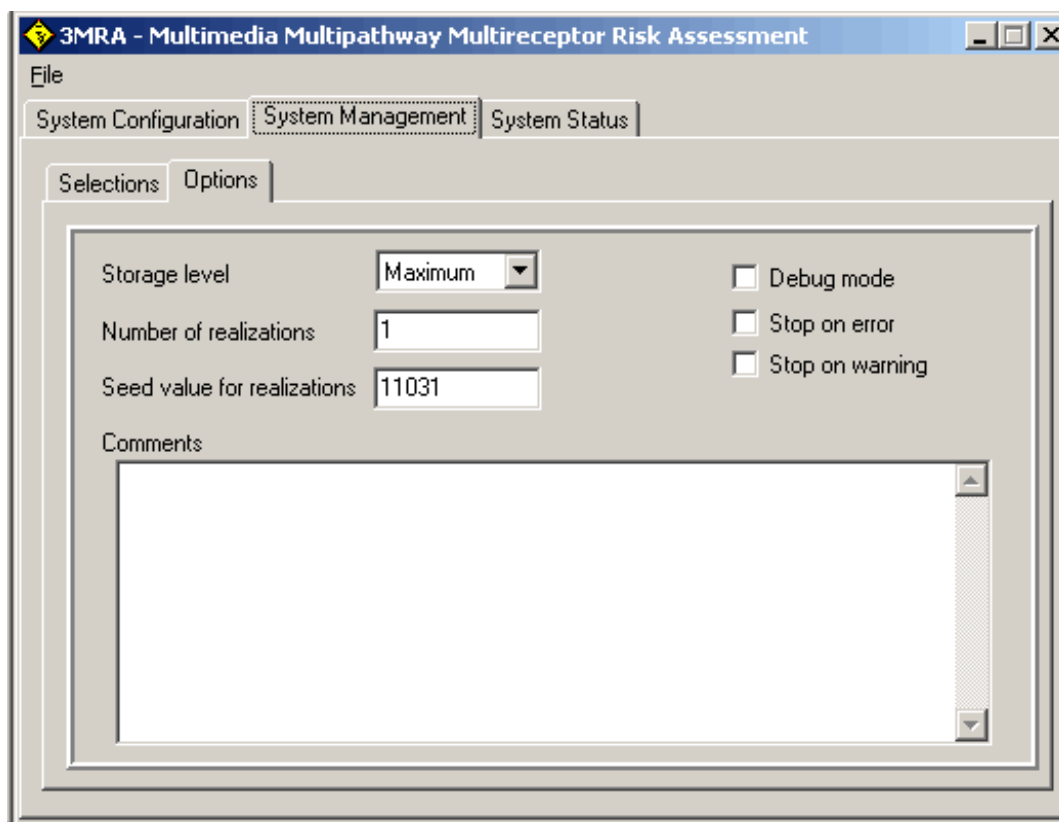 3MRA - Multimedia Multipathway Multireceptor Risk Assessment
File
System Configuration System Management System Status
Selections Options
Storage level Maximum Debug mode
Number of realizations 1 Stop on error
Seed value for realizations 11031 Stop on warning
Comments